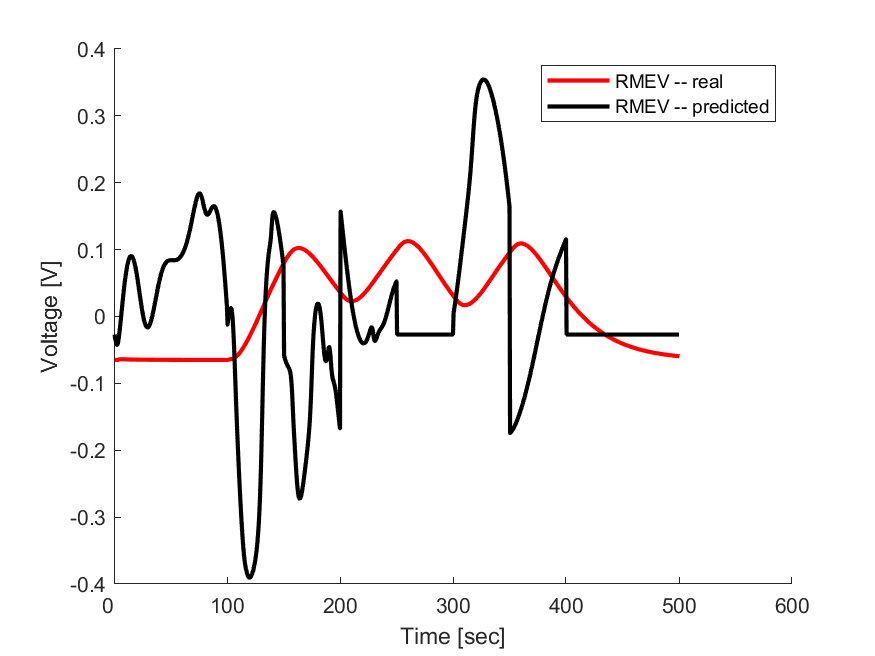 RMEV -- real
RMEV -- predicted
0.4
0.3
0.2
0.1
0
-0.1
-0.2
-0.3
-0.4
Voltage [V]
0 100 200 300 400 500 600
Time [sec]